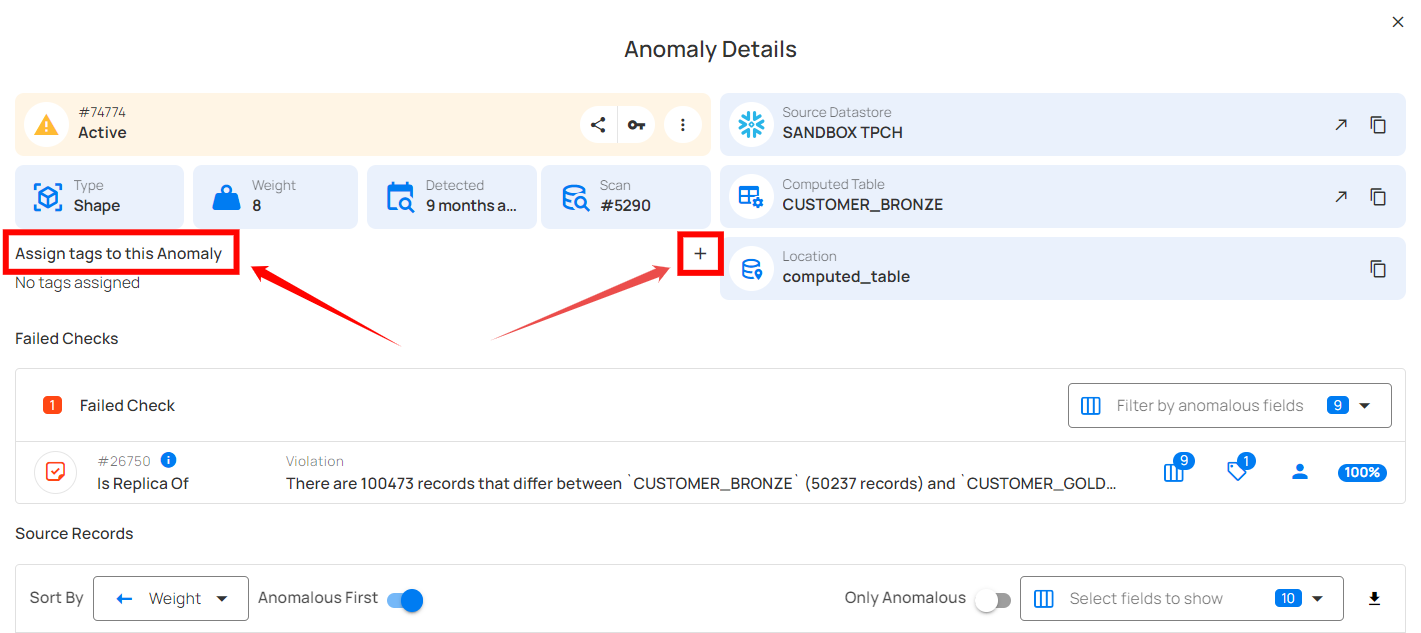 Anomaly Details
#74774
Active
Source Datastore
SANDBOX TPCH
Type
Shape
Weight
8
Detected
9 months a...
Scan
#5290
Computed Table
CUSTOMER_BRONZE
Assign tags to this Anomaly
No tags assigned
Location
computed_table
Failed Checks
1 Failed Check
Filter by anomalous fields 9
#26750
Is Replica Of
Violation
There are 100473 records that differ between `CUSTOMER_BRONZE` (50237 records) and `CUSTOMER_GOLD...
9
1
100%
Source Records
Sort By Weight Anomalous First Only Anomalous Select fields to show 10